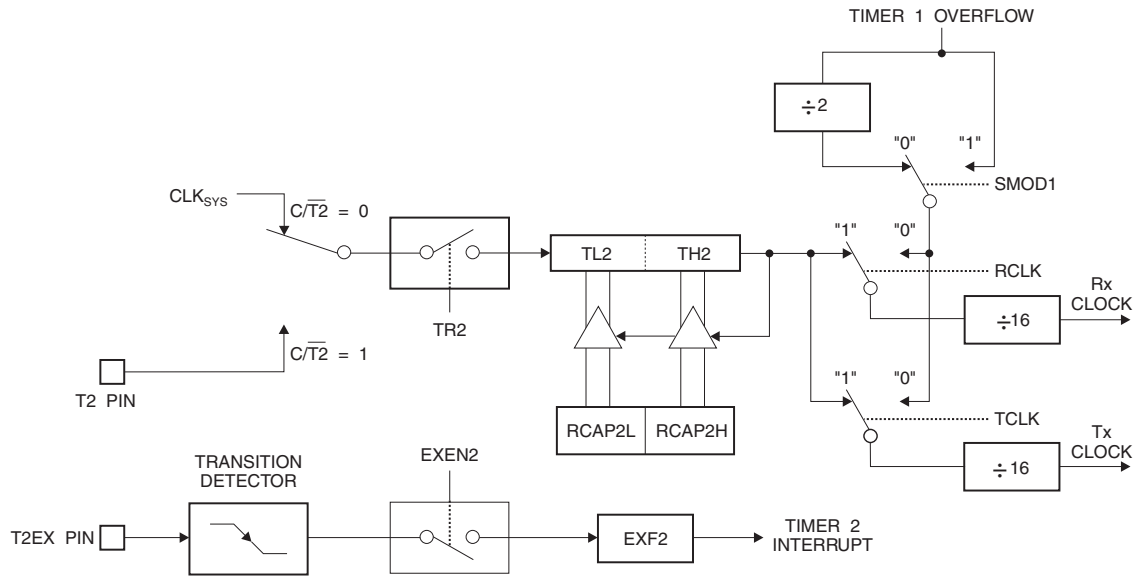 TIMER 1 OVERFLOW
÷2
"0" "1"
SMOD1
CLKSYS
C/T2̅ = 0
TR2
TL2 TH2
"1" "0"
RCLK
÷16
Rx
CLOCK
C/T2̅ = 1
T2 PIN
RCAP2L RCAP2H
"1" "0"
TCLK
÷16
Tx
CLOCK
TRANSITION
DETECTOR
EXEN2
T2EX PIN
EXF2
TIMER 2
INTERRUPT